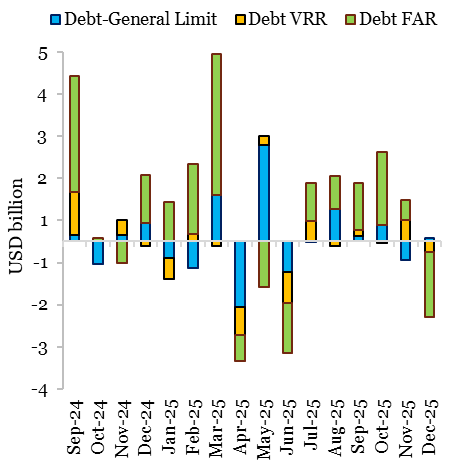 Debt-General Limit Debt VRR Debt FAR
USD billion
5
4
3
2
1
-1
-2
-3
-4
Sep-24
Oct-24
Nov-24
Dec-24
Jan-25
Feb-25
Mar-25
Apr-25
May-25
Jun-25
Jul-25
Aug-25
Sep-25
Oct-25
Nov-25
Dec-25